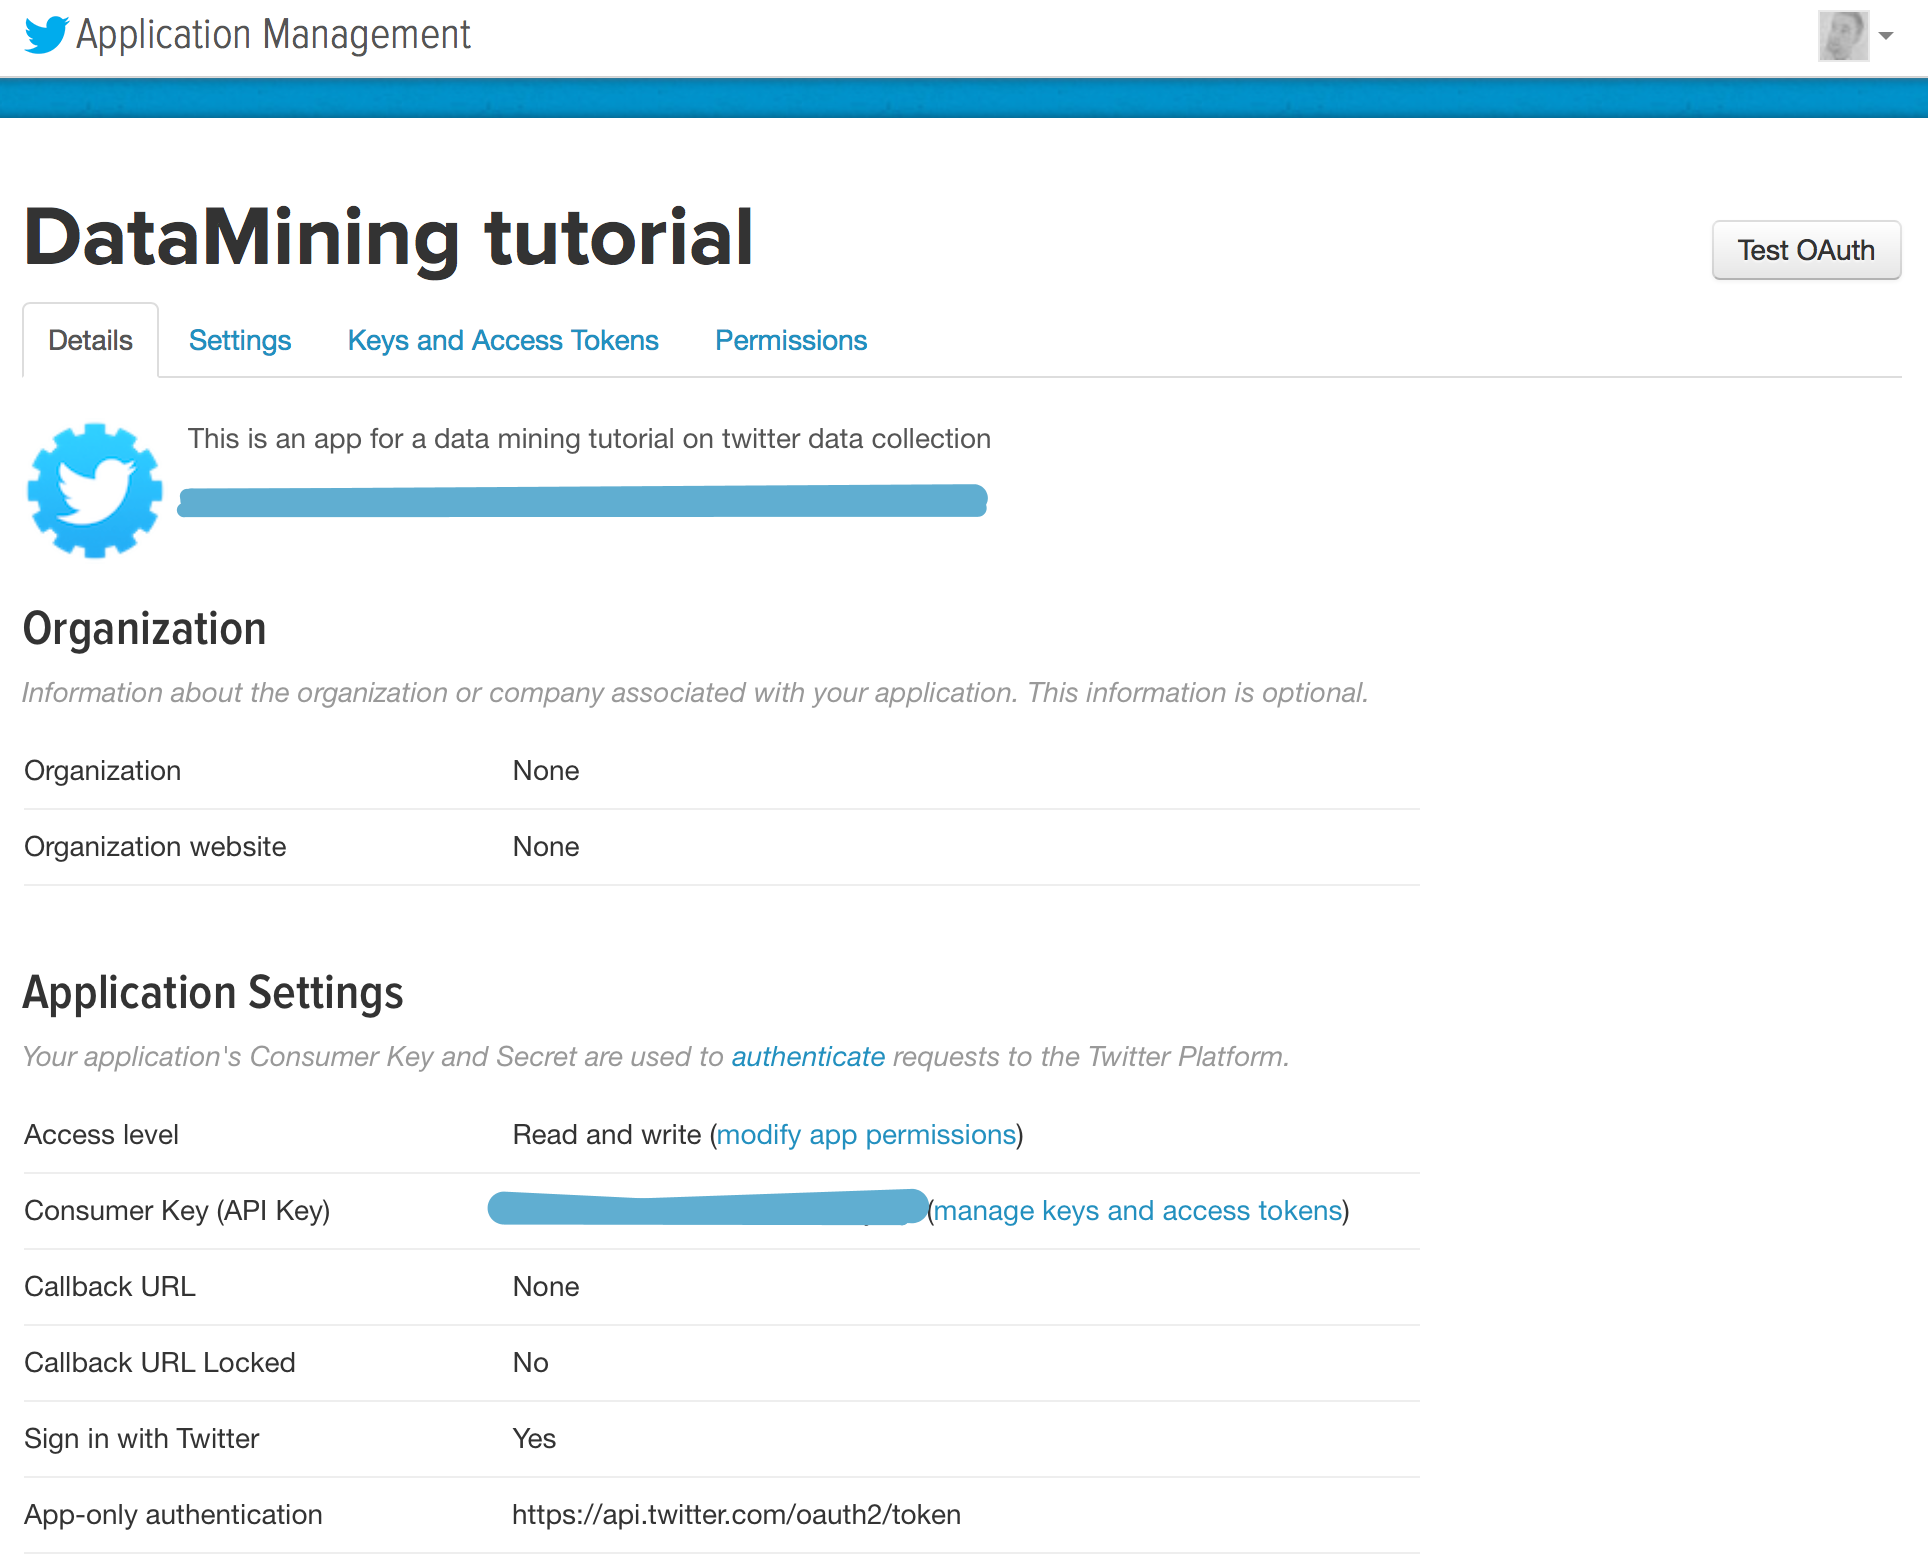 Application Management
DataMining tutorial
Test OAuth
Details Settings Keys and Access Tokens Permissions
This is an app for a data mining tutorial on twitter data collection
Organization
Information about the organization or company associated with your application. This information is optional.
Organization None
Organization website None
Application Settings
Your application's Consumer Key and Secret are used to authenticate requests to the Twitter Platform.
Access level Read and write (modify app permissions)
Consumer Key (API Key) (manage keys and access tokens)
Callback URL None
Callback URL Locked No
Sign in with Twitter Yes
App-only authentication https://api.twitter.com/oauth2/token